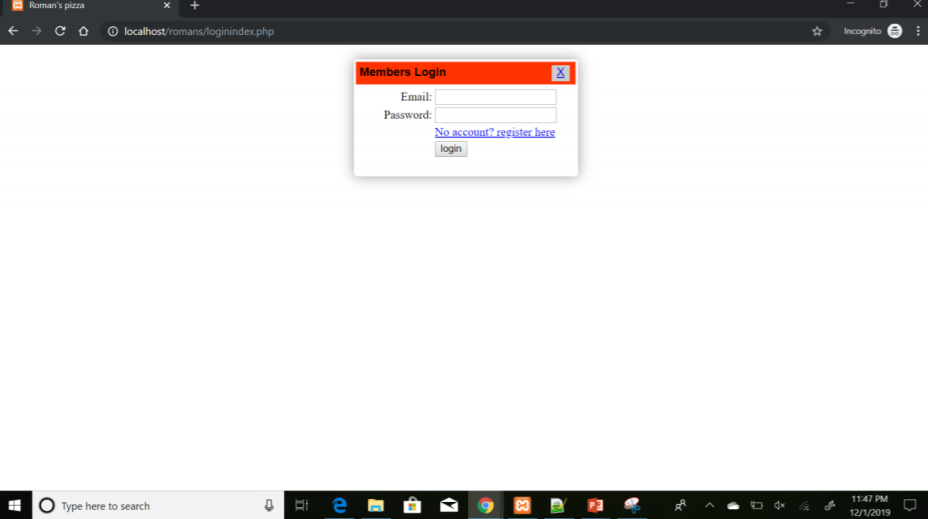 Roman's pizza
localhost/romans/loginindex.php
Incognito
Members Login X
Email:
Password:
No account? register here
login
Type here to search
11:47 PM
12/1/2019